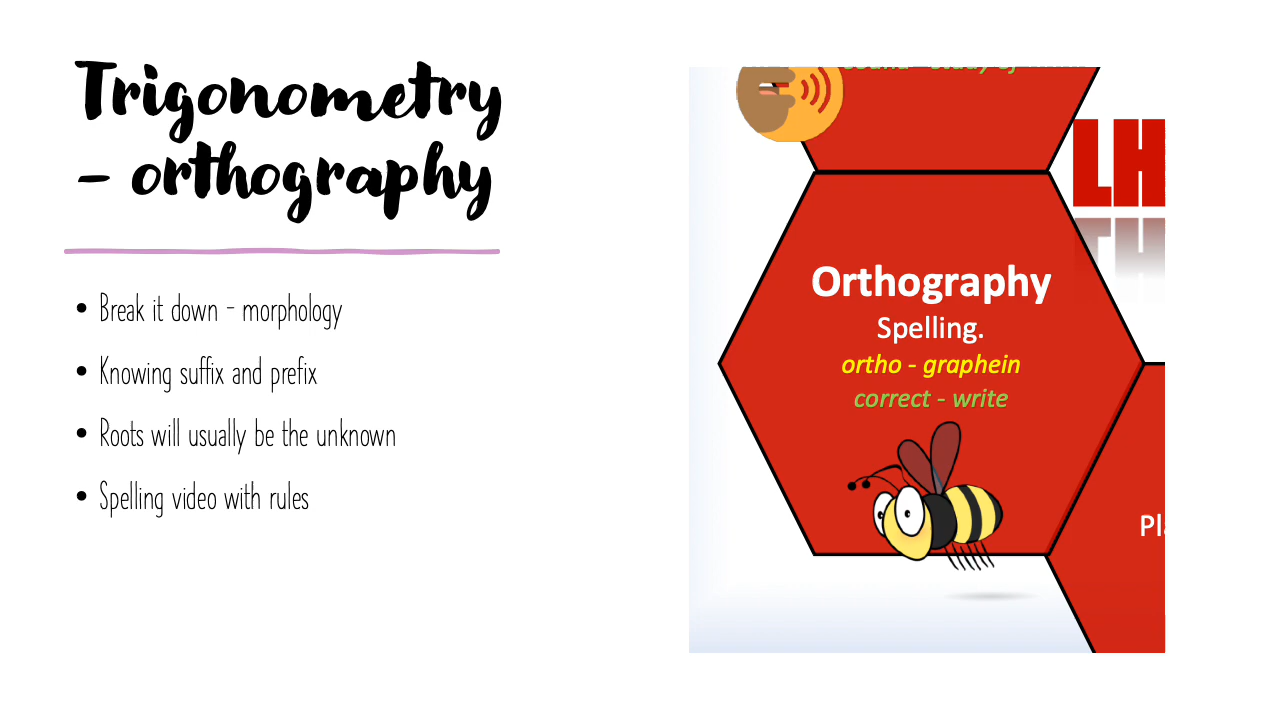 Trigonometry
– orthography
• Break it down – morphology
• Knowing suffix and prefix
• Roots will usually be the unknown
• Spelling video with rules
LH
Orthography
Spelling.
ortho - graphein
correct - write